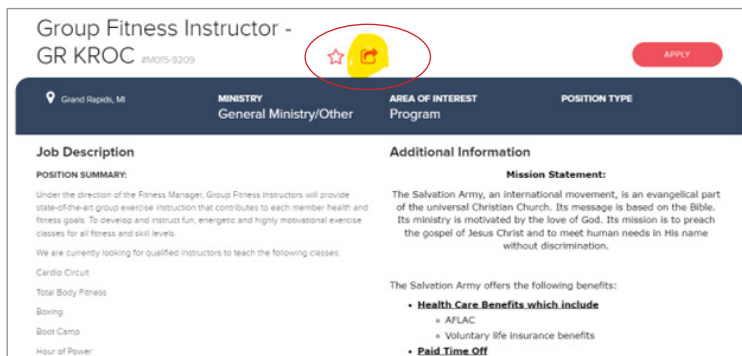 Group Fitness Instructor -
GR KROC #M015-9209
APPLY
Grand Rapids, MI
MINISTRY
General Ministry/Other
AREA OF INTEREST
Program
POSITION TYPE
Job Description
POSITION SUMMARY:
Under the direction of the Fitness Manager, Group Fitness Instructors will provide
state-of-the-art group exercise instruction that contributes to each member health and
fitness goals. To develop and instruct fun, energetic and highly motivational exercise
classes for all fitness and skill levels.
We are currently looking for qualified instructors to teach the following classes:
Cardio Circuit
Total Body Fitness
Boxing
Boot Camp
Hour of Power
Additional Information
Mission Statement:
The Salvation Army, an international movement, is an evangelical part
of the universal Christian Church. Its message is based on the Bible.
Its ministry is motivated by the love of God. Its mission is to preach
the gospel of Jesus Christ and to meet human needs in His name
without discrimination.
The Salvation Army offers the following benefits:
• Health Care Benefits which include
∘ AFLAC
∘ Voluntary life insurance benefits
• Paid Time Off